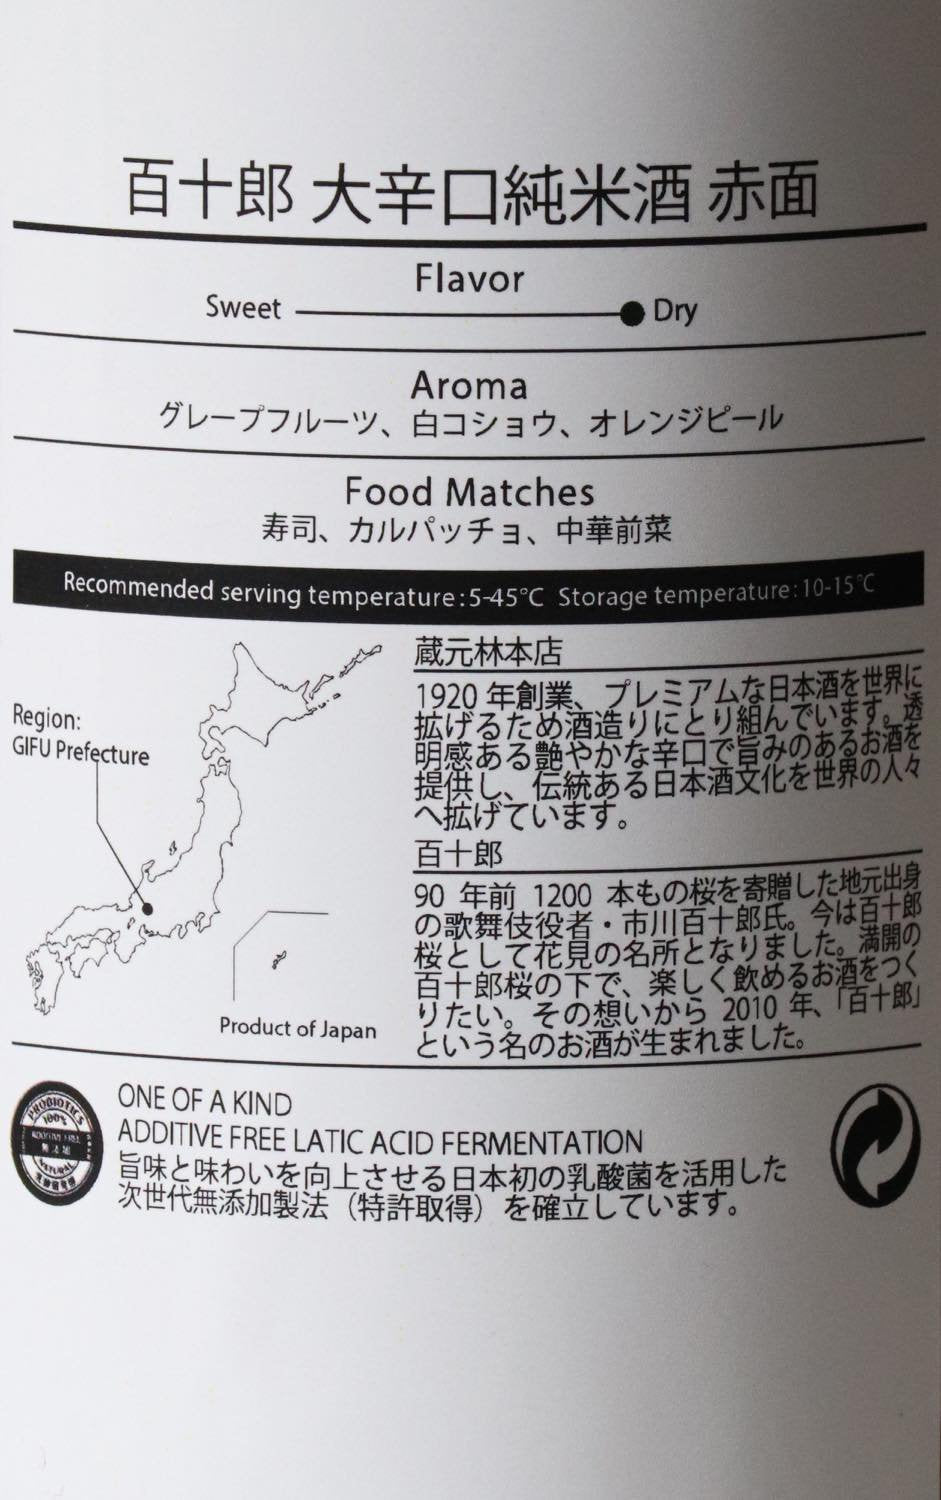 百十郎 大辛口純米酒 赤面
Flavor
Sweet Dry
Aroma
グレープフルーツ、白コショウ、オレンジピール
Food Matches
寿司、カルパッチョ、中華前菜
Recommended serving temperature:5-45℃ Storage temperature:10-15℃
Region:
GIFU Prefecture
Product of Japan
蔵元林本店
1920 年創業、プレミアムな日本酒を世界に
拡げるため酒造りにとり組んでいます。透
明感ある艶やかな辛口で旨みのあるお酒を
提供し、伝統ある日本酒文化を世界の人々
へ拡げています。
百十郎
90 年前 1200 本もの桜を寄贈した地元出身
の歌舞伎役者・市川百十郎氏。今は百十郎
桜として花見の名所となりました。満開の
百十郎桜の下で、楽しく飲めるお酒をつく
りたい。その想いから 2010 年、「百十郎」
という名のお酒が生まれました。
PROBIOTICS
100%
ADDITIVE FREE
無添加
NATURAL
ONE OF A KIND
ADDITIVE FREE LATIC ACID FERMENTATION
旨味と味わいを向上させる日本初の乳酸菌を活用した
次世代無添加製法（特許取得）を確立しています。